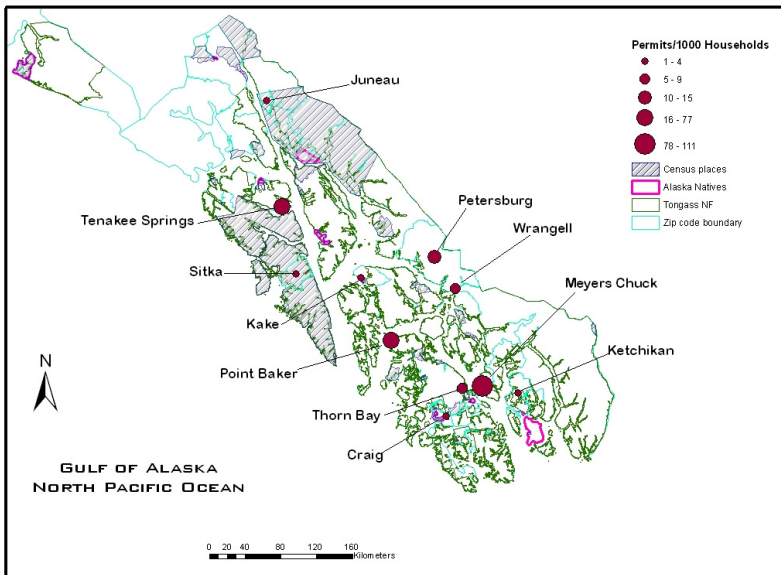 Permits/1000 Households
1 - 4
5 - 9
10 - 15
16 - 77
78 - 111
Census places
Alaska Natives
Tongass NF
Zip code boundary
Juneau
Tenakee Springs
Petersburg
Wrangell
Sitka
Meyers Chuck
Kake
Point Baker
Ketchikan
Thorn Bay
Craig
N
Gulf of Alaska
North Pacific Ocean
0 20 40 80 120 160
Kilometers